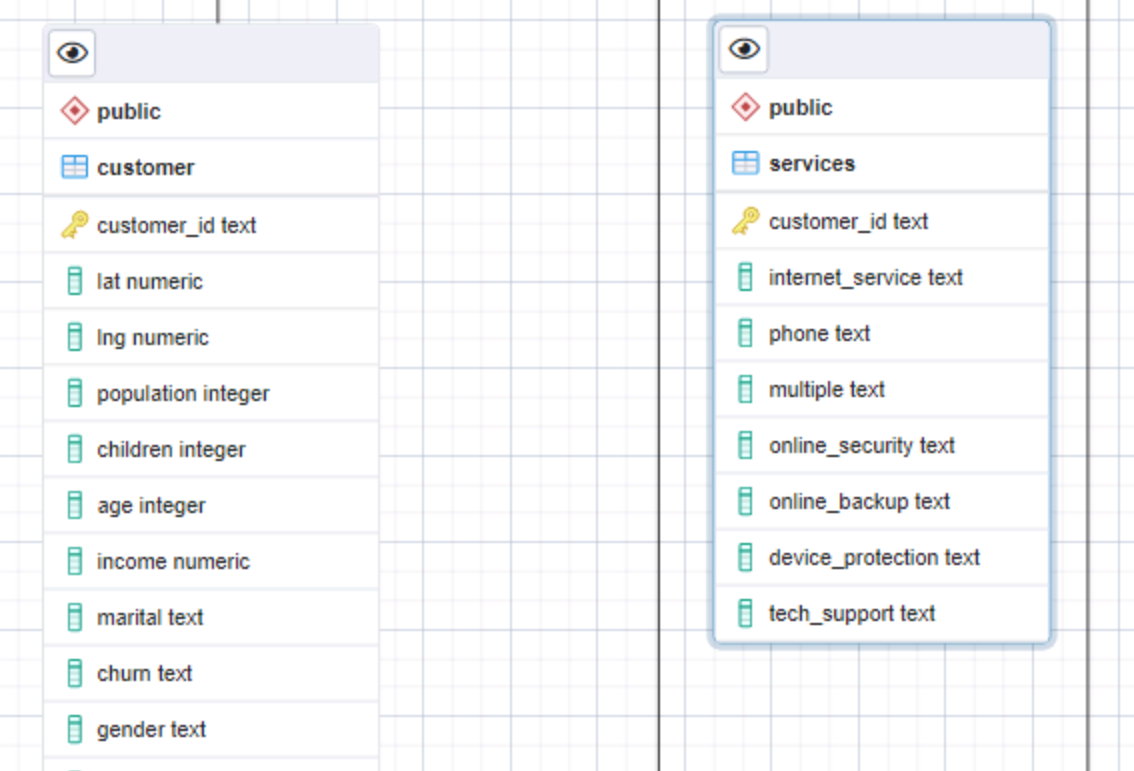 public
customer
customer_id text
lat numeric
lng numeric
population integer
children integer
age integer
income numeric
marital text
churn text
gender text
public
services
customer_id text
internet_service text
phone text
multiple text
online_security text
online_backup text
device_protection text
tech_support text